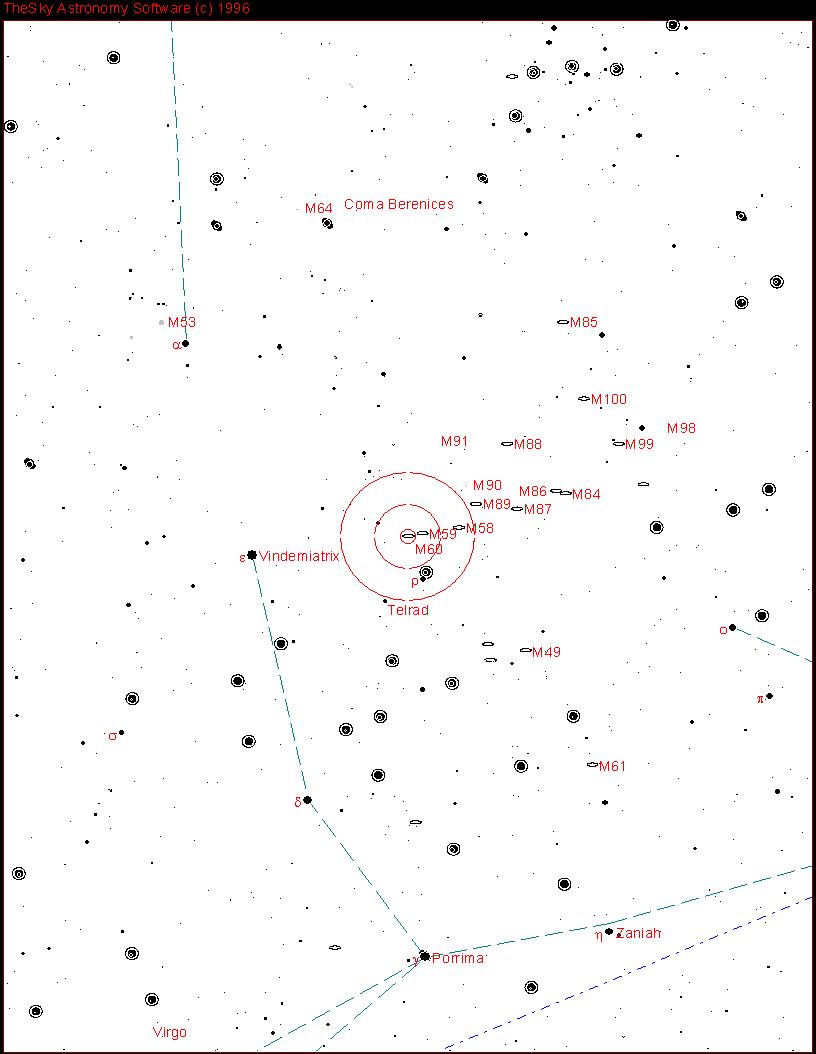 TheSky Astronomy Software (c) 1996
M64 Coma Berenices
M53
α
M85
M100
M98
M91
M88
M99
M90
M86
M84
M89
M87
M58
M59
M60
ε Vindemiatrix
ρ
Telrad
ο
M49
π
σ
M61
δ
η Zaniah
γ Porrima
Virgo